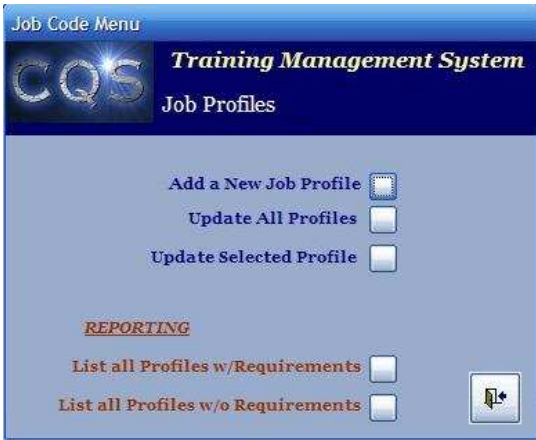 Job Code Menu
CQS
Training Management System
Job Profiles
Add a New Job Profile
Update All Profiles
Update Selected Profile
REPORTING
List all Profiles w/Requirements
List all Profiles w/o Requirements